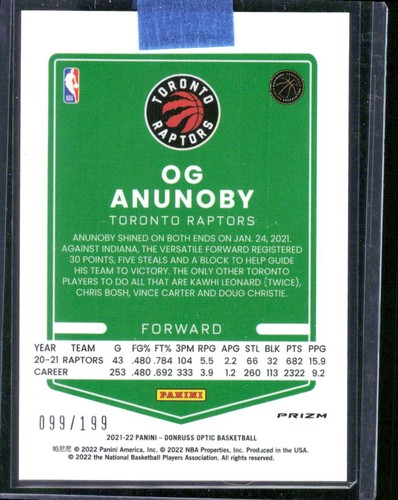 NBA
TORONTO
RAPTORS
OG
ANUNOBY
TORONTO RAPTORS
ANUNOBY SHINED ON BOTH ENDS ON JAN. 24, 2021.
AGAINST INDIANA, THE VERSATILE FORWARD REGISTERED
30 POINTS, FIVE STEALS AND A BLOCK TO HELP GUIDE
HIS TEAM TO VICTORY. THE ONLY OTHER TORONTO
PLAYERS TO DO ALL THAT ARE KAWHI LEONARD (TWICE),
CHRIS BOSH, VINCE CARTER AND DOUG CHRISTIE.
FORWARD
YEAR TEAM G FG% FT% 3PM RPG APG STL BLK PTS PPG
20-21 RAPTORS 43 .480 .784 104 5.5 2.2 66 32 682 15.9
CAREER 253 .480 .692 333 3.9 1.2 260 113 2322 9.2
PANINI
099/199
PRIZM
2021-22 PANINI - DONRUSS OPTIC BASKETBALL
帕尼尼 © 2022 Panini America, Inc. © 2022 NBA Properties, Inc. Produced in the USA.
© 2022 the National Basketball Players Association. All rights reserved.